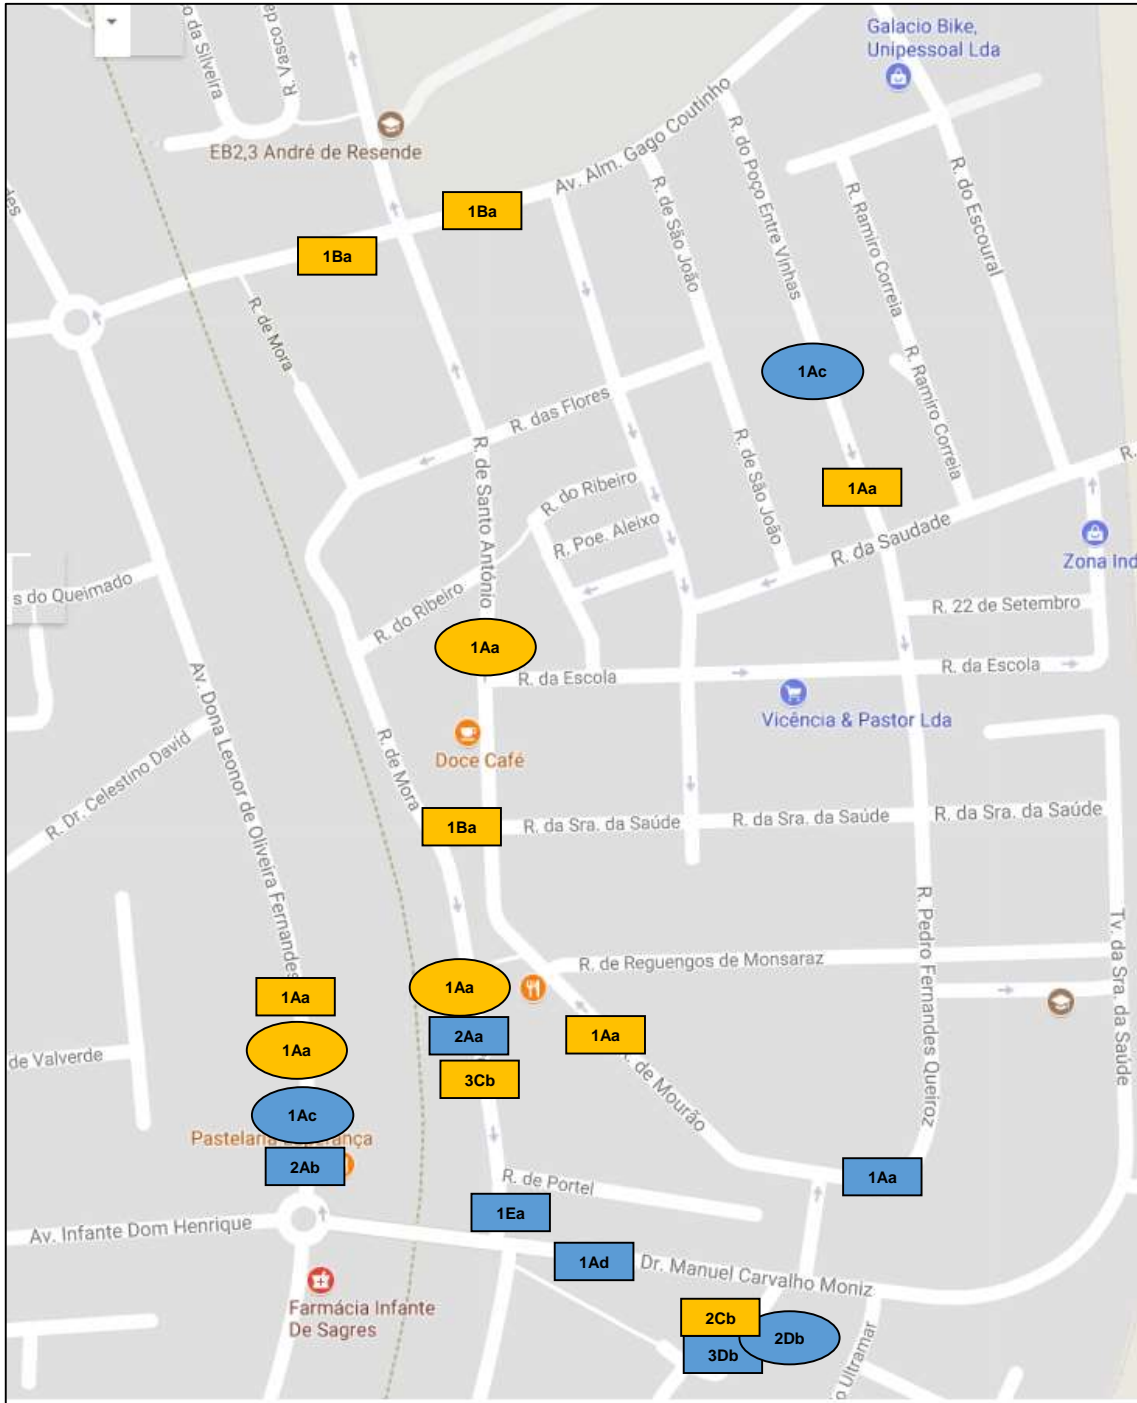 Galacio Bike,
Unipessoal Lda
o da Silveira
R. Vasco da
EB2,3 André de Resende
Av. Alm. Gago Coutinho
R. do Poço Entre Vinhas
R. do Escoural
R. de São João
R. Ramiro Correia
des
1Ba
1Ba
R. de Mora
1Ac
R. Ramiro Correia
R. das Flores
R. de Santo António
R. de São João
R.
1Aa
R. do Ribeiro
R. Poe. Aleixo
R. da Saudade
Zona Ind
s do Queimado
R. do Ribeiro
R. 22 de Setembro
1Aa
R. da Escola
R. da Escola
Av. Dona Leonor de Oliveira Fernandes
Vicência & Pastor Lda
R. Dr. Celestino David
R. de Mora
Doce Café
1Ba
R. da Sra. da Saúde
R. da Sra. da Saúde
R. da Sra. da Saúde
R. Pedro Fernandes Queiroz
Tv. da Sra. da Saúde
R. de Reguengos de Monsaraz
1Aa
1Aa
2Aa
1Aa
R. de Mourão
1Aa
de Valverde
3Cb
1Ac
Pastelaria Esperança
2Ab
R. de Portel
1Aa
1Ea
Av. Infante Dom Henrique
1Ad
Dr. Manuel Carvalho Moniz
Farmácia Infante
De Sagres
2Cb
2Db
3Db
o Ultramar